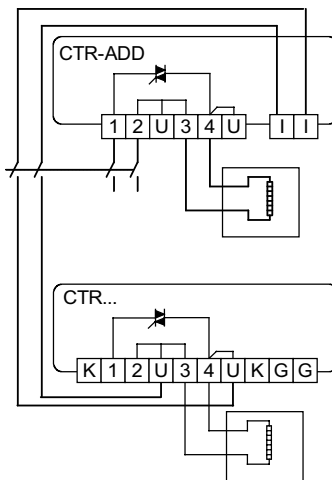 CTR-ADD
1 2 U 3 4 U I I
CTR...
K 1 2 U 3 4 U K G G